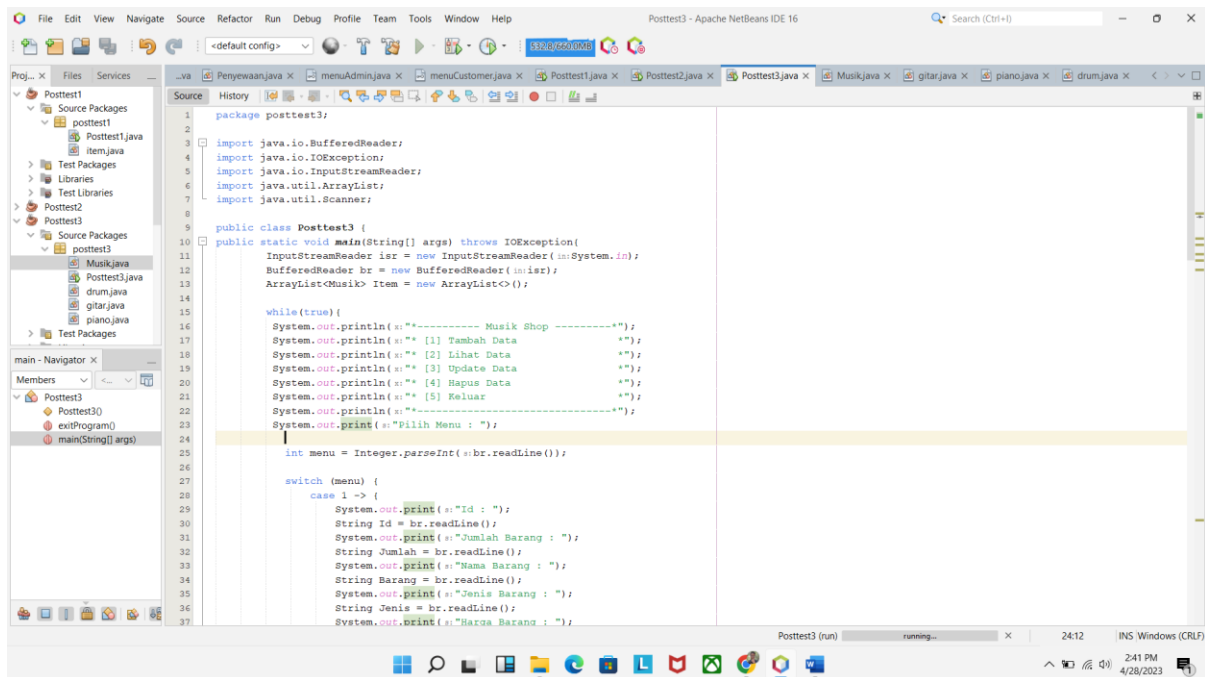 File Edit View Navigate Source Refactor Run Debug Profile Team Tools Window Help Posttest3 - Apache NetBeans IDE 16 Search (Ctrl+I)
<default config> 532.8/660.0MB
Proj... × Files Services ...va Penyewaan.java × menuAdmin.java × menuCustomer.java × Posttest1.java × Posttest2.java × Posttest3.java × Musik.java × gitar.java × piano.java × drum.java ×
Source History
Posttest1
Source Packages
posttest1
Posttest1.java
item.java
Test Packages
Libraries
Test Libraries
Posttest2
Posttest3
Source Packages
posttest3
Musik.java
Posttest3.java
drum.java
gitar.java
piano.java
Test Packages
main - Navigator ×
Members <...
Posttest3
Posttest3()
exitProgram()
main(String[] args)
1 package posttest3;
2
3 import java.io.BufferedReader;
4 import java.io.IOException;
5 import java.io.InputStreamReader;
6 import java.util.ArrayList;
7 import java.util.Scanner;
8
9 public class Posttest3 {
10 public static void main(String[] args) throws IOException{
11 InputStreamReader isr = new InputStreamReader( in:System.in);
12 BufferedReader br = new BufferedReader( in:isr);
13 ArrayList<Musik> Item = new ArrayList<>();
14
15 while(true){
16 System.out.println( s:"*---------- Musik Shop ---------*");
17 System.out.println( s:"* [1] Tambah Data *");
18 System.out.println( s:"* [2] Lihat Data *");
19 System.out.println( s:"* [3] Update Data *");
20 System.out.println( s:"* [4] Hapus Data *");
21 System.out.println( s:"* [5] Keluar *");
22 System.out.println( s:"*------------------------------*");
23 System.out.print( s:"Pilih Menu : ");
24
25 int menu = Integer.parseInt( s:br.readLine());
26
27 switch (menu) {
28 case 1 -> {
29 System.out.print( s:"Id : ");
30 String Id = br.readLine();
31 System.out.print( s:"Jumlah Barang : ");
32 String Jumlah = br.readLine();
33 System.out.print( s:"Nama Barang : ");
34 String Barang = br.readLine();
35 System.out.print( s:"Jenis Barang : ");
36 String Jenis = br.readLine();
37 System.out.print( s:"Harga Barang : ");
Posttest3 (run) running... × 24:12 INS Windows (CRLF)
2:41 PM
4/28/2023